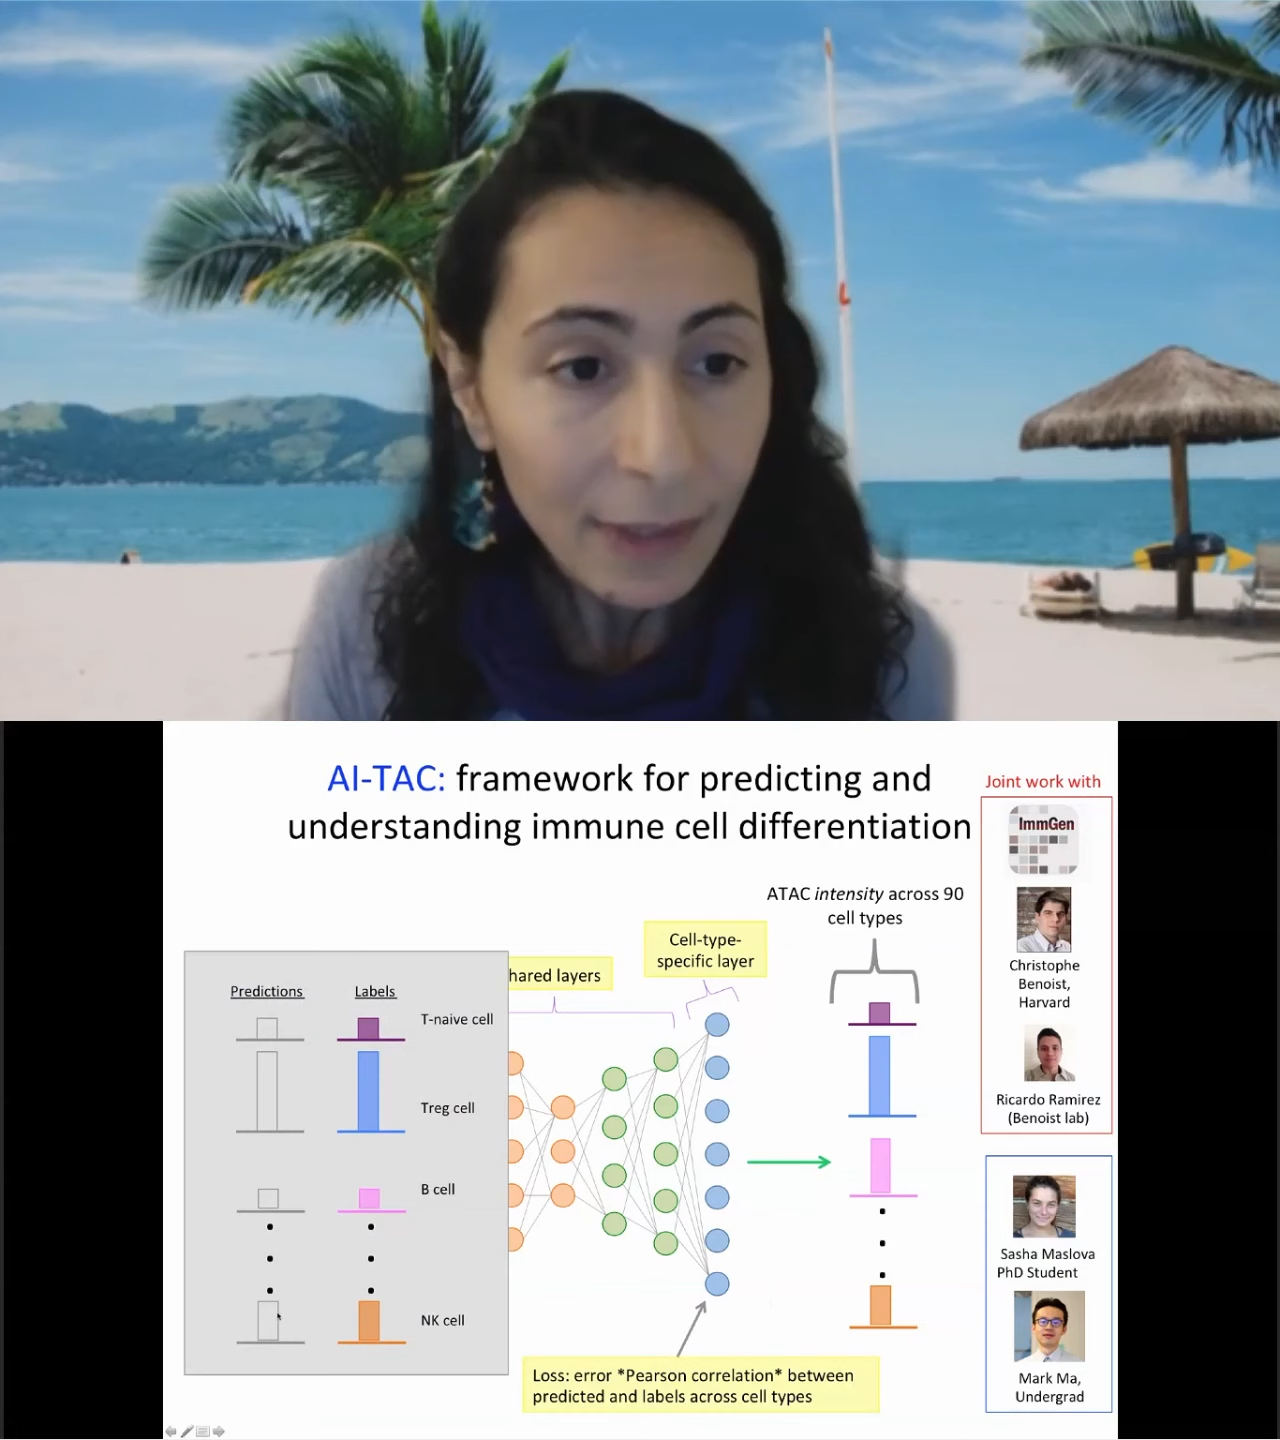 AI-TAC: framework for predicting and
understanding immune cell differentiation
Joint work with
ImmGen
Christophe
Benoist,
Harvard
Ricardo Ramirez
(Benoist lab)
Sasha Maslova
PhD Student
Mark Ma,
Undergrad
ATAC intensity across 90
cell types
Cell-type-
specific layer
hared layers
Predictions
Labels
T-naive cell
Treg cell
B cell
NK cell
Loss: error *Pearson correlation* between
predicted and labels across cell types